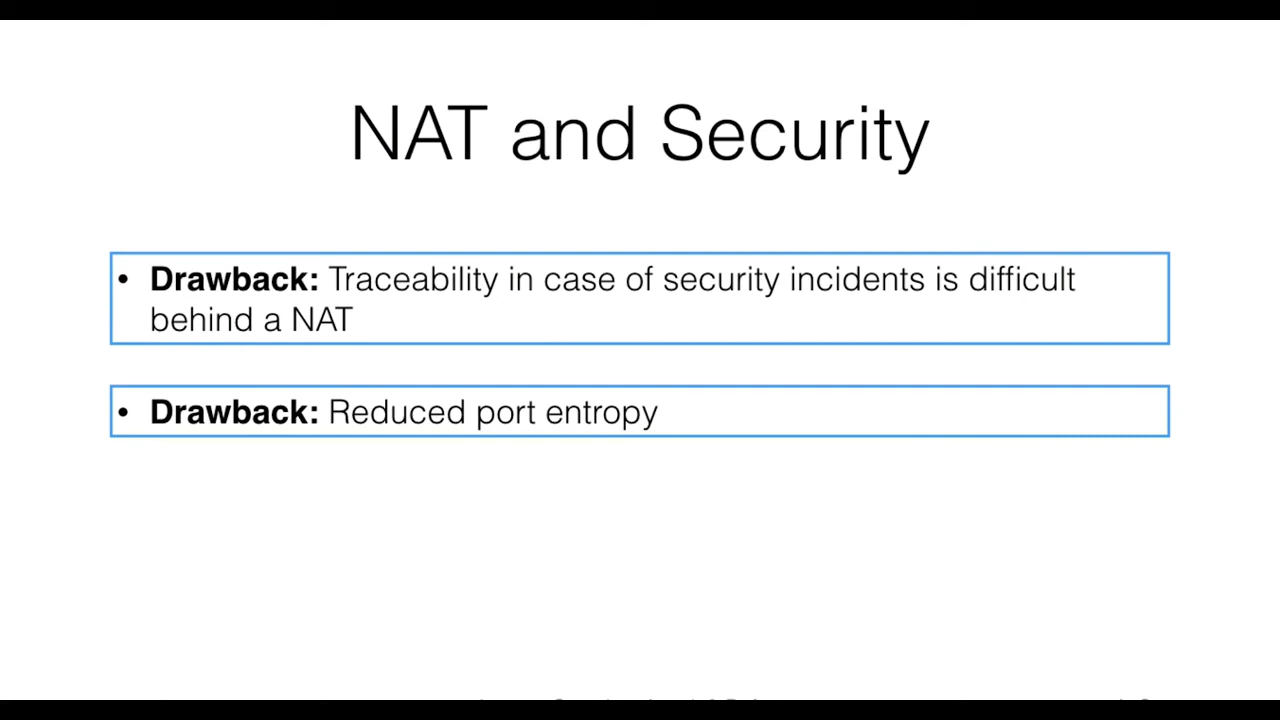 NAT and Security
• Drawback: Traceability in case of security incidents is difficult
behind a NAT
• Drawback: Reduced port entropy